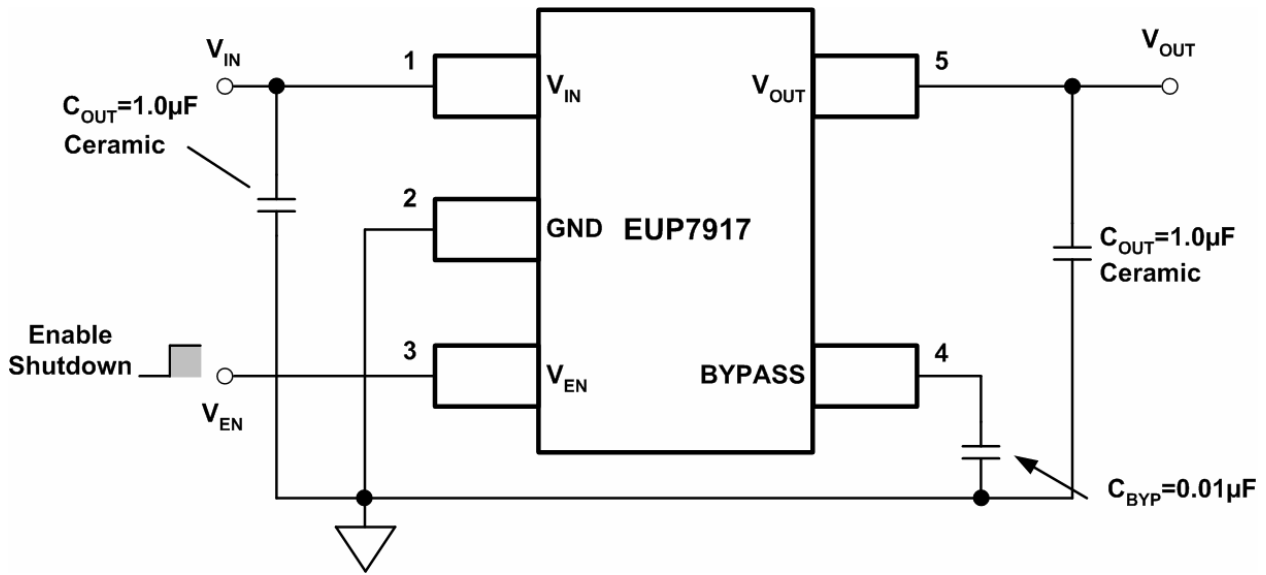 V_IN
1
C_OUT=1.0µF
Ceramic
V_IN
V_OUT
5
V_OUT
2
GND
EUP7917
C_OUT=1.0µF
Ceramic
Enable
Shutdown
3
V_EN
V_EN
BYPASS
4
C_BYP=0.01µF